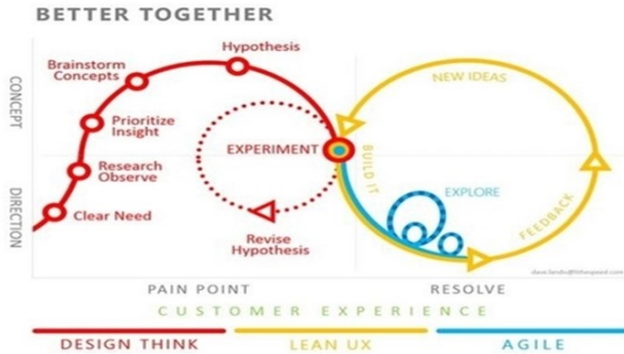 BETTER TOGETHER
CONCEPT
DIRECTION
Hypothesis
Brainstorm
Concepts
Prioritize
Insight
Research
Observe
Clear Need
EXPERIMENT
Revise
Hypothesis
NEW IDEAS
BUILD IT
EXPLORE
FEEDBACK
PAIN POINT
RESOLVE
CUSTOMER EXPERIENCE
DESIGN THINK
LEAN UX
AGILE